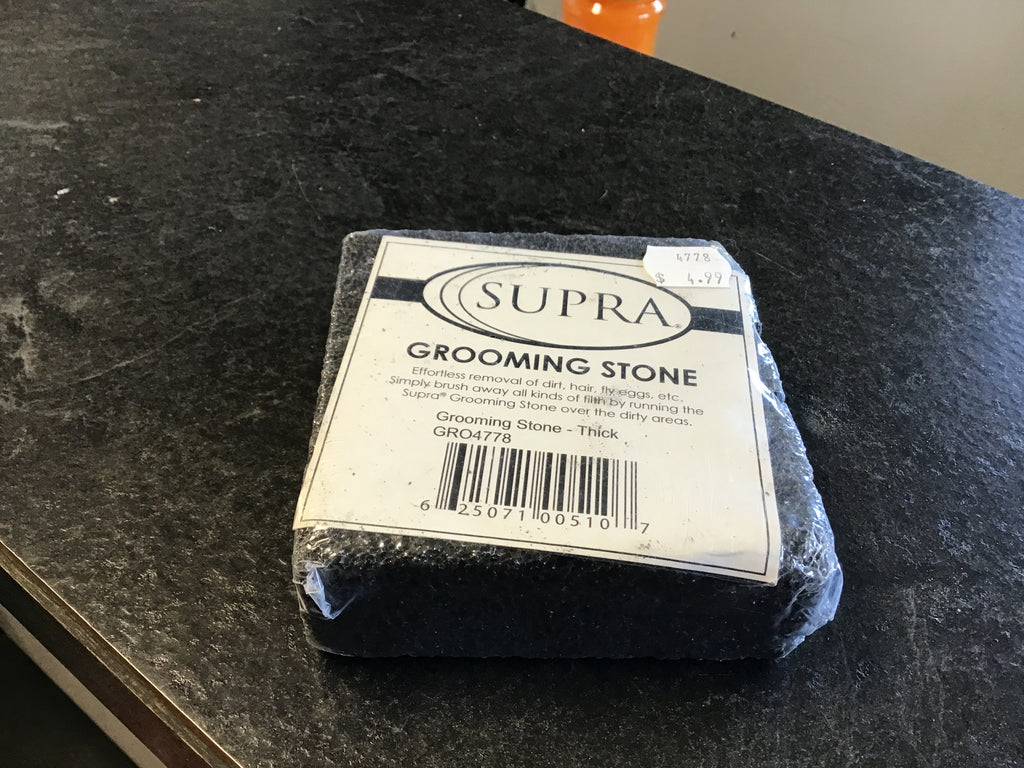 4778
$ 4.99
SUPRA®
GROOMING STONE
Effortless removal of dirt, hair, fly eggs, etc.
Simply brush away all kinds of filth by running the
Supra® Grooming Stone over the dirty areas.
Grooming Stone - Thick
GRO4778
6 25071 00510 7